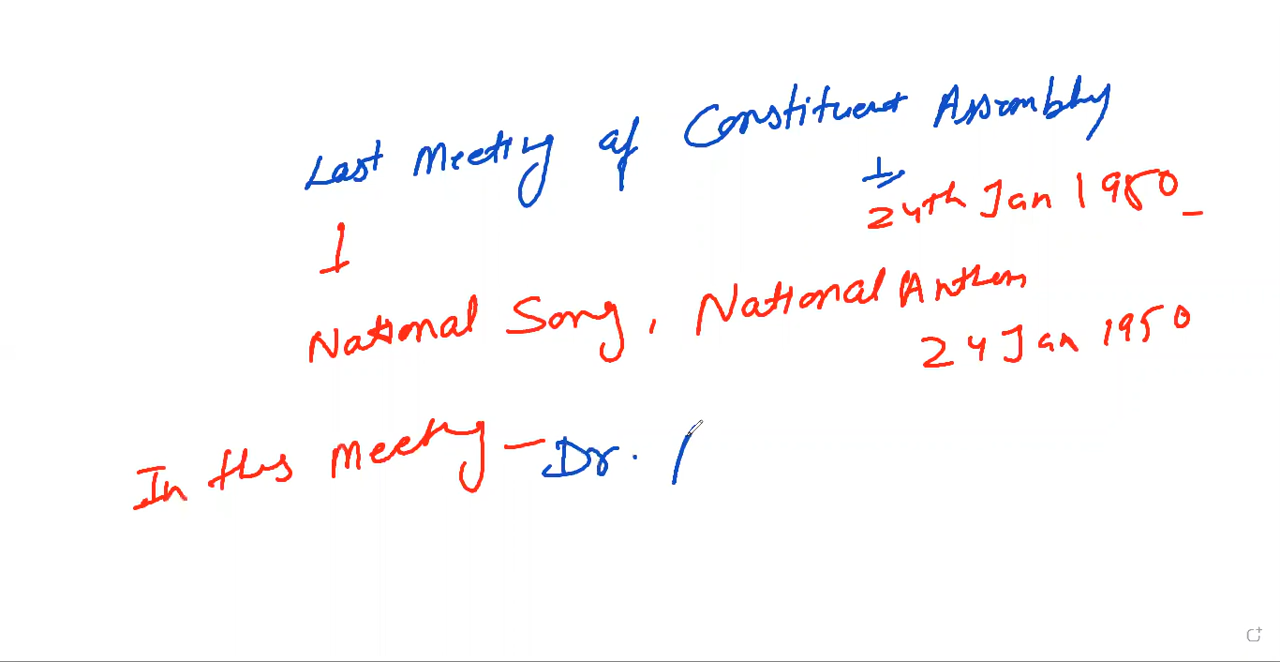 Last Meeting of Constituent Assembly
24th Jan 1950
National Song, National Anthem
24 Jan 1950
In this Meeting - Dr.